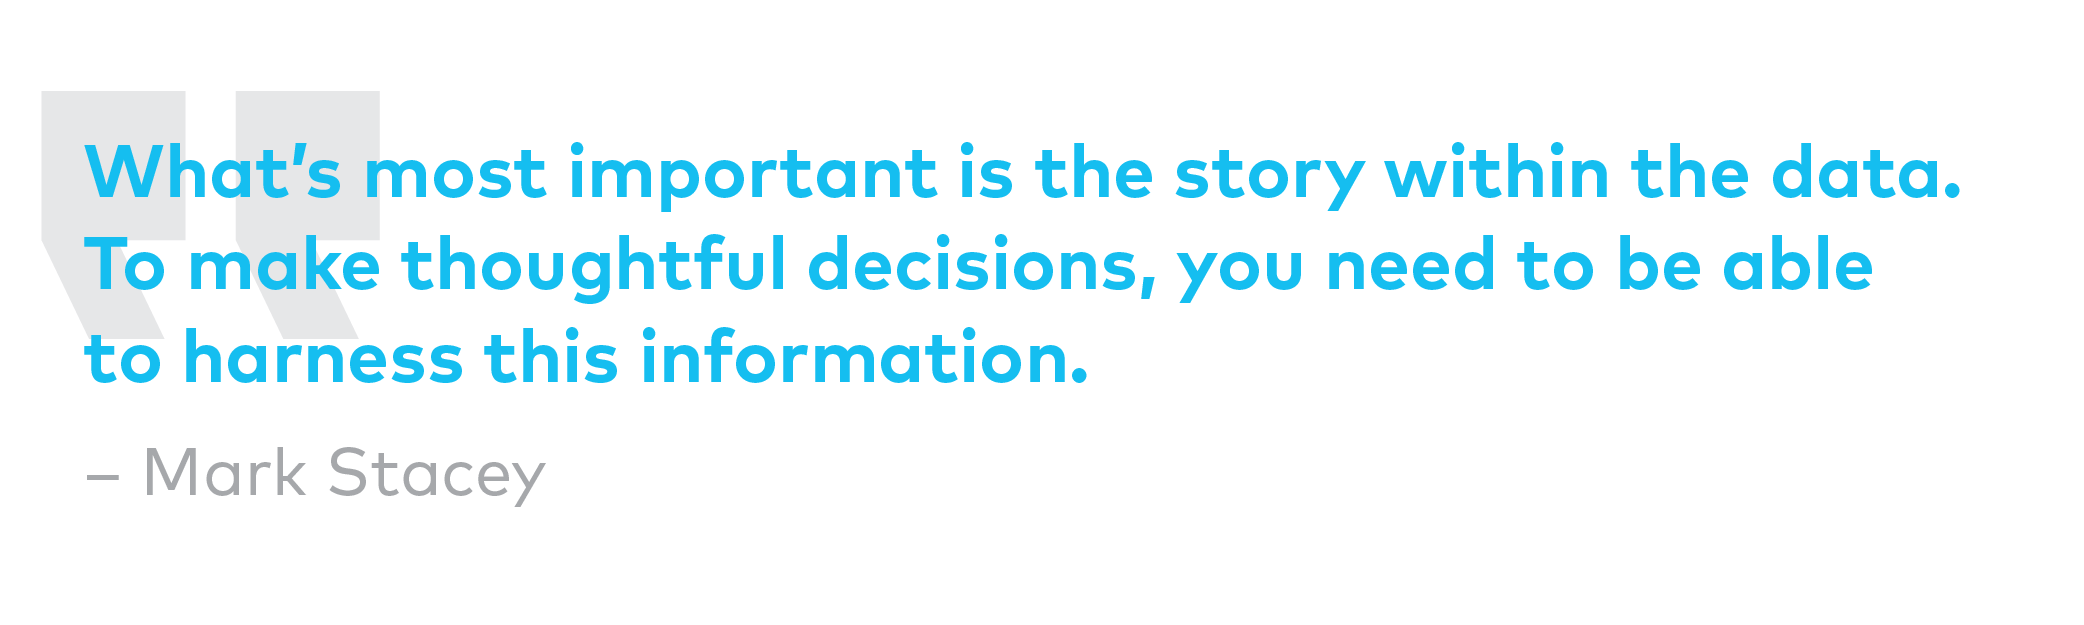 What’s most important is the story within the data.
To make thoughtful decisions, you need to be able
to harness this information.
– Mark Stacey